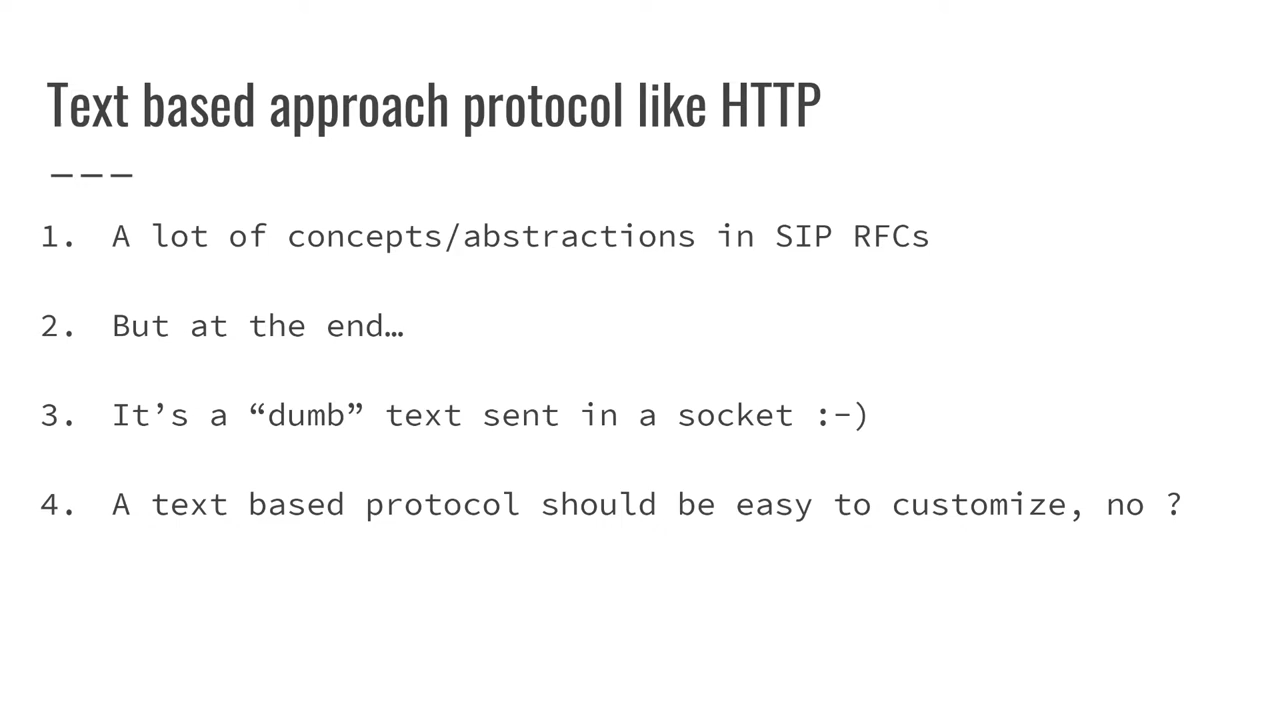 Text based approach protocol like HTTP
———
1. A lot of concepts/abstractions in SIP RFCs
2. But at the end…
3. It’s a “dumb” text sent in a socket :-)
4. A text based protocol should be easy to customize, no ?